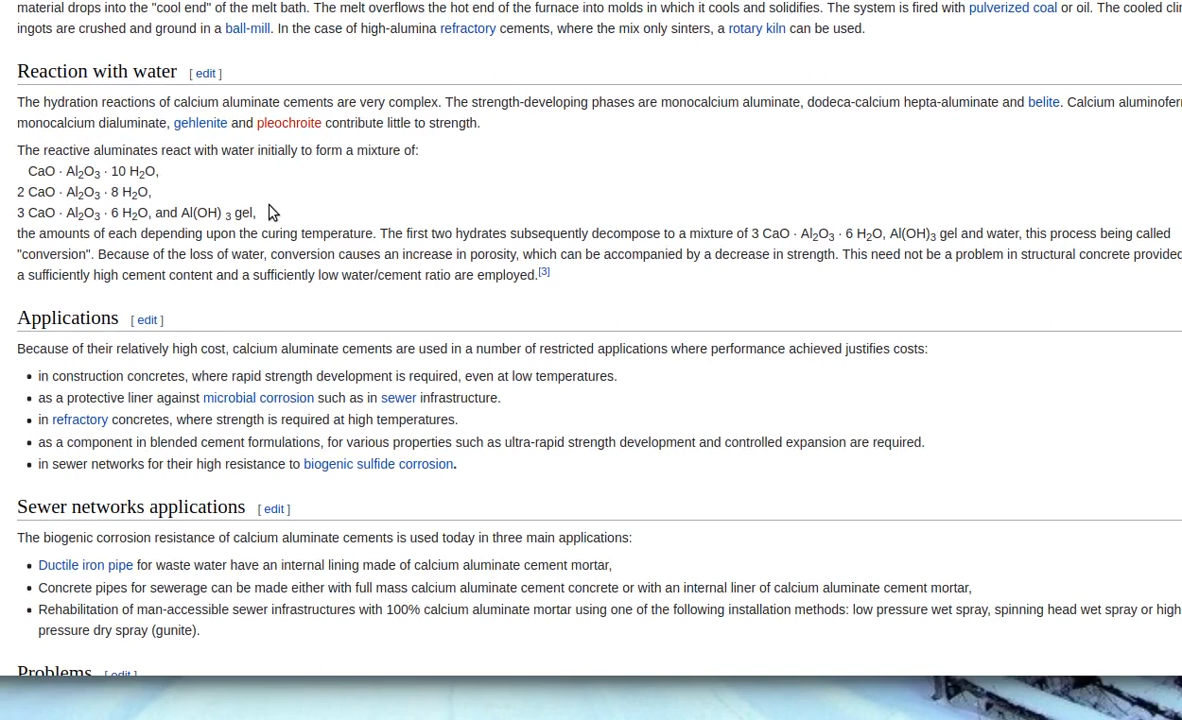 material drops into the "cool end" of the melt bath. The melt overflows the hot end of the furnace into molds in which it cools and solidifies. The system is fired with pulverized coal or oil. The cooled
ingots are crushed and ground in a ball-mill. In the case of high-alumina refractory cements, where the mix only sinters, a rotary kiln can be used.
Reaction with water [ edit ]
The hydration reactions of calcium aluminate cements are very complex. The strength-developing phases are monocalcium aluminate, dodeca-calcium hepta-aluminate and belite. Calcium
monocalcium dialuminate, gehlenite and pleochroite contribute little to strength.
The reactive aluminates react with water initially to form a mixture of:
CaO · Al₂O₃ · 10 H₂O,
2 CaO · Al₂O₃ · 8 H₂O,
3 CaO · Al₂O₃ · 6 H₂O, and Al(OH) ₃ gel,
the amounts of each depending upon the curing temperature. The first two hydrates subsequently decompose to a mixture of 3 CaO · Al₂O₃ · 6 H₂O, Al(OH)₃ gel and water, this process being called
"conversion". Because of the loss of water, conversion causes an increase in porosity, which can be accompanied by a decrease in strength. This need not be a problem in structural concrete provided
a sufficiently high cement content and a sufficiently low water/cement ratio are employed.[3]
Applications [ edit ]
Because of their relatively high cost, calcium aluminate cements are used in a number of restricted applications where performance achieved justifies costs:
• in construction concretes, where rapid strength development is required, even at low temperatures.
• as a protective liner against microbial corrosion such as in sewer infrastructure.
• in refractory concretes, where strength is required at high temperatures.
• as a component in blended cement formulations, for various properties such as ultra-rapid strength development and controlled expansion are required.
• in sewer networks for their high resistance to biogenic sulfide corrosion.
Sewer networks applications [ edit ]
The biogenic corrosion resistance of calcium aluminate cements is used today in three main applications:
• Ductile iron pipe for waste water have an internal lining made of calcium aluminate cement mortar,
• Concrete pipes for sewerage can be made either with full mass calcium aluminate cement concrete or with an internal liner of calcium aluminate cement mortar,
• Rehabilitation of man-accessible sewer infrastructures with 100% calcium aluminate mortar using one of the following installation methods: low pressure wet spray, spinning head wet spray or high
pressure dry spray (gunite).
Problems [ edit ]